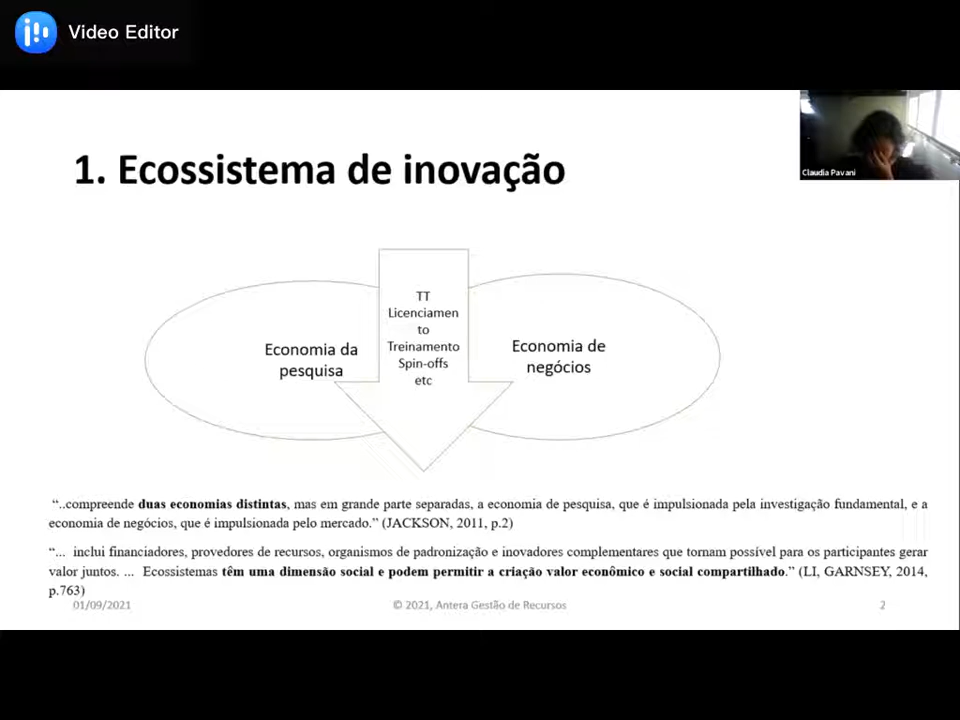 Video Editor
Claudia Pavani
1. Ecossistema de inovação
TT
Licenciamen
to
Treinamento
Spin-offs
etc
Economia da
pesquisa
Economia de
negócios
“..compreende duas economias distintas, mas em grande parte separadas, a economia de pesquisa, que é impulsionada pela investigação fundamental, e a
economia de negócios, que é impulsionada pelo mercado.” (JACKSON, 2011, p.2)
“... inclui financiadores, provedores de recursos, organismos de padronização e inovadores complementares que tornam possível para os participantes gerar
valor juntos. ... Ecossistemas têm uma dimensão social e podem permitir a criação valor econômico e social compartilhado.” (LI, GARNSEY, 2014,
p.763)
01/09/2021
© 2021, Antera Gestão de Recursos
2